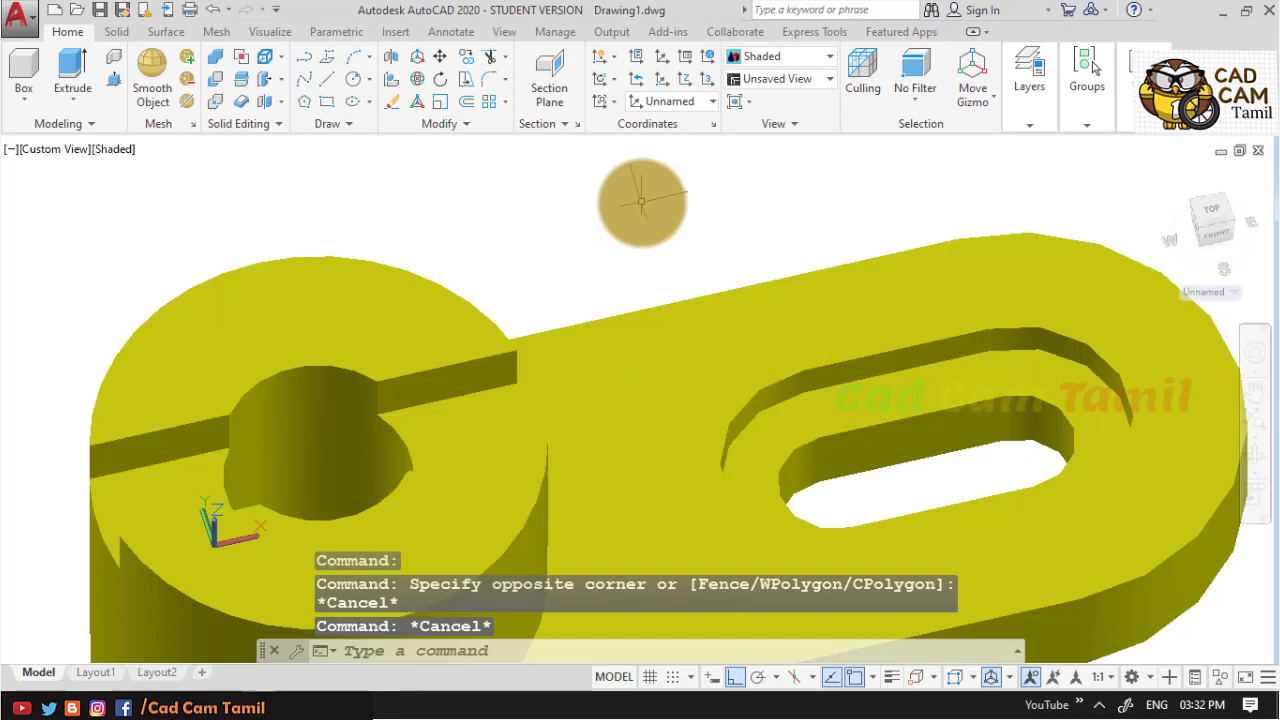 Autodesk AutoCAD 2020 - STUDENT VERSION Drawing1.dwg
Type a keyword or phrase
Sign In
Home Solid Surface Mesh Visualize Parametric Insert Annotate View Manage Output Add-ins Collaborate Express Tools Featured Apps
Shaded
Unsaved View
Unnamed
Box Extrude Smooth Object Section Plane Culling No Filter Move Gizmo Layers Groups
Modeling Mesh Solid Editing Draw Modify Section Coordinates View Selection
CAD
CAM
Tamil
[−][Custom View][Shaded]
TOP
FRONT
W E
S
Unnamed
Cad Cam Tamil
Y
Z
X
Command:
Command: Specify opposite corner or [Fence/WPolygon/CPolygon]:
*Cancel*
Command: *Cancel*
Type a command
Model Layout1 Layout2 +
MODEL 1:1
/Cad Cam Tamil
YouTube » ENG 03:32 PM